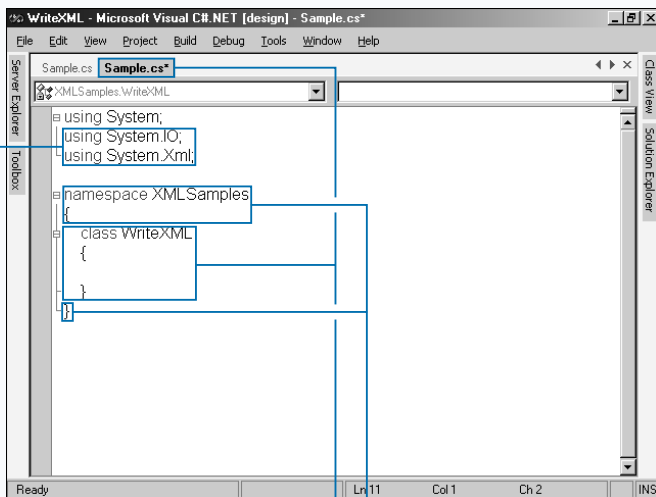 WriteXML - Microsoft Visual C#.NET [design] - Sample.cs*
File Edit View Project Build Debug Tools Window Help
Server Explorer
Toolbox
Sample.cs Sample.cs*
XMLSamples.WriteXML
using System;
using System.IO;
using System.Xml;
namespace XMLSamples
{
class WriteXML
{
}
}
Class View
Solution Explorer
Ready Ln 11 Col 1 Ch 2 INS